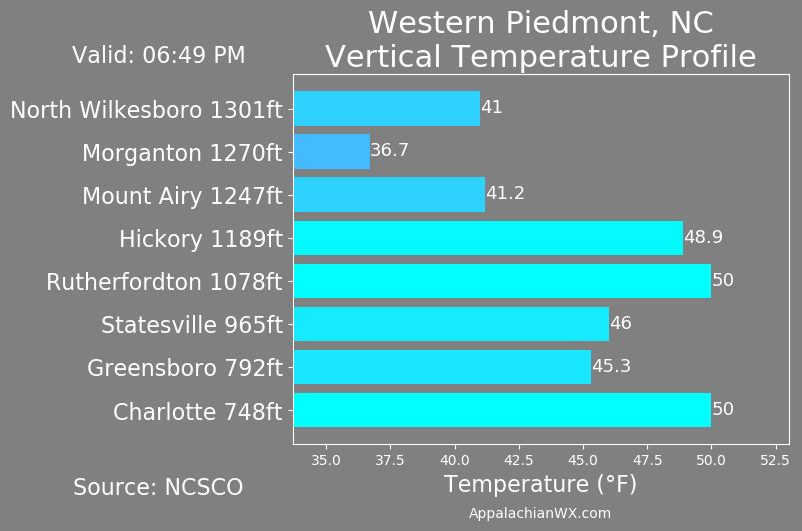 Western Piedmont, NC
Vertical Temperature Profile
Valid: 06:49 PM
North Wilkesboro 1301ft 41
Morganton 1270ft 36.7
Mount Airy 1247ft 41.2
Hickory 1189ft 48.9
Rutherfordton 1078ft 50
Statesville 965ft 46
Greensboro 792ft 45.3
Charlotte 748ft 50
35.0 37.5 40.0 42.5 45.0 47.5 50.0 52.5
Temperature (°F)
Source: NCSCO
AppalachianWX.com